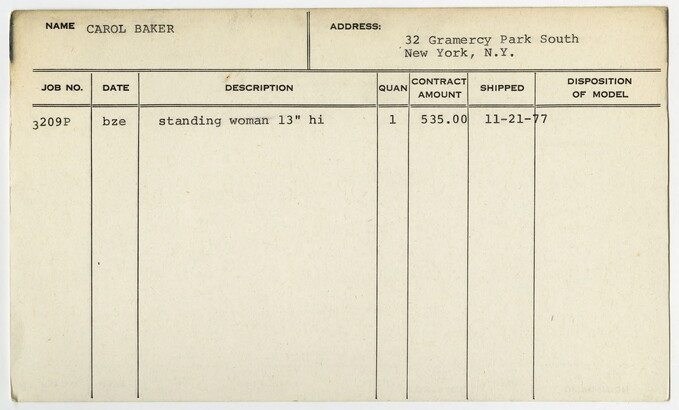 NAME CAROL BAKER ADDRESS:
32 Gramercy Park South
New York, N.Y.
JOB NO. DATE DESCRIPTION QUAN CONTRACT AMOUNT SHIPPED DISPOSITION OF MODEL
3209P bze standing woman 13" hi 1 535.00 11-21-77